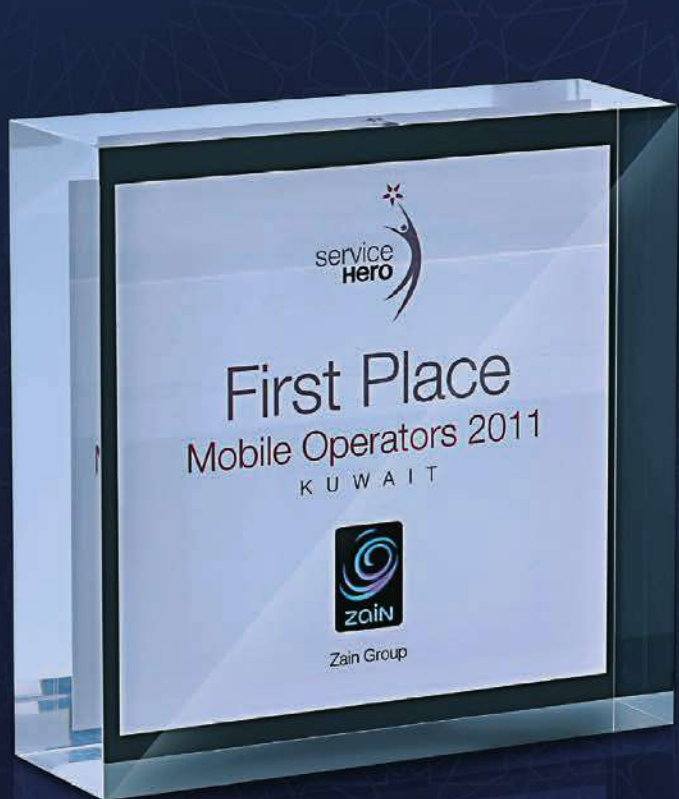 service
HERO
First Place
Mobile Operators 2011
KUWAIT
zain
Zain Group